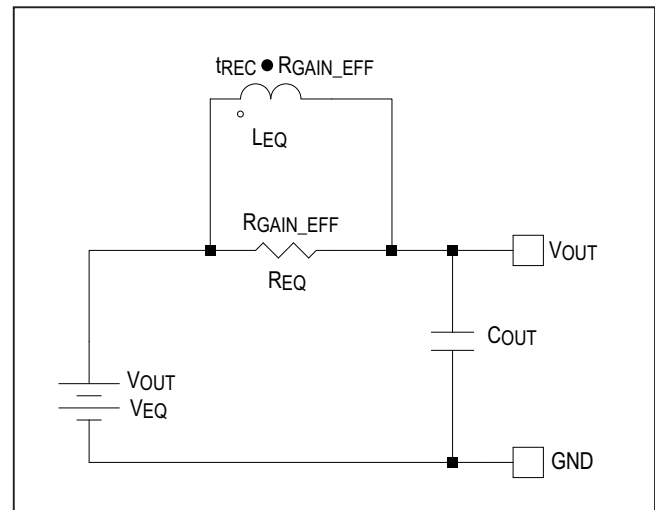 tREC ● RGAIN_EFF
LEQ
RGAIN_EFF
REQ
VOUT
COUT
VOUT
VEQ
GND